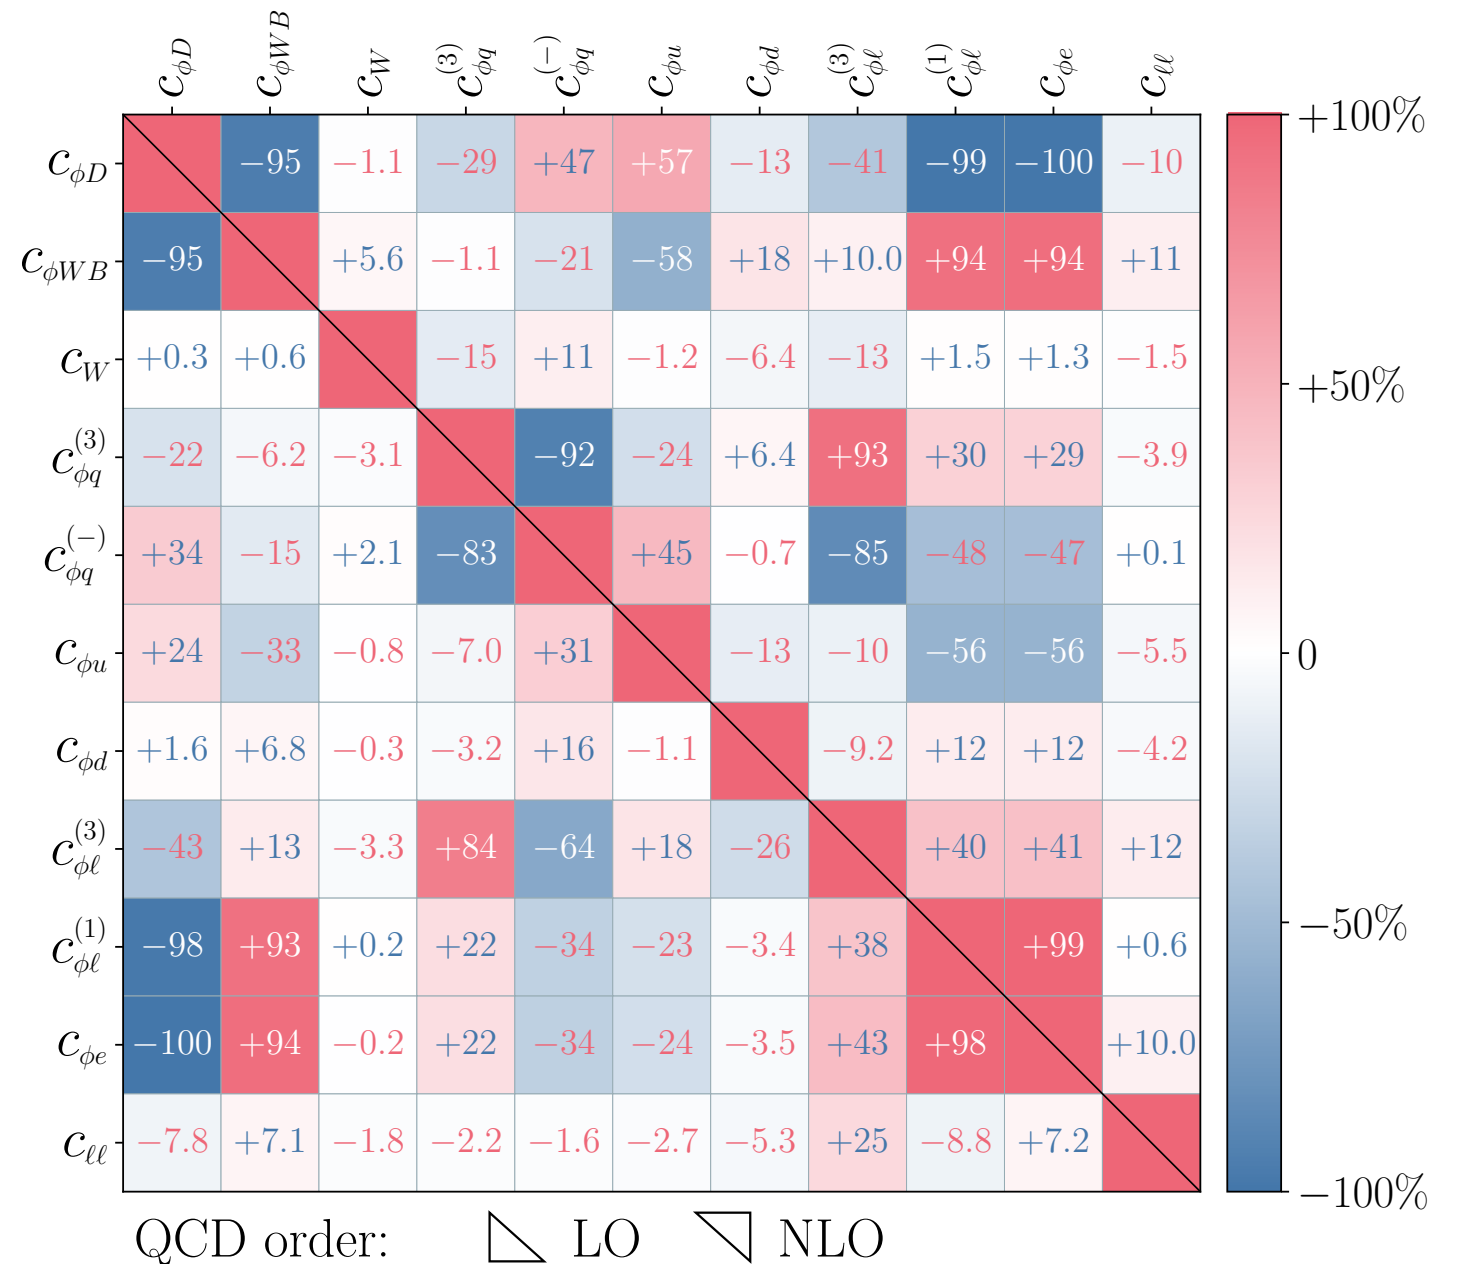 c_{ϕD} c_{ϕWB} c_W c_{ϕq}^{(3)} c_{ϕq}^{(−)} c_{ϕu} c_{ϕd} c_{ϕℓ}^{(3)} c_{ϕℓ}^{(1)} c_{ϕe} c_{ℓℓ}
c_{ϕD} −95 −1.1 −29 +47 +57 −13 −41 −99 −100 −10
c_{ϕWB} −95 +5.6 −1.1 −21 −58 +18 +10.0 +94 +94 +11
c_W +0.3 +0.6 −15 +11 −1.2 −6.4 −13 +1.5 +1.3 −1.5
c_{ϕq}^{(3)} −22 −6.2 −3.1 −92 −24 +6.4 +93 +30 +29 −3.9
c_{ϕq}^{(−)} +34 −15 +2.1 −83 +45 −0.7 −85 −48 −47 +0.1
c_{ϕu} +24 −33 −0.8 −7.0 +31 −13 −10 −56 −56 −5.5
c_{ϕd} +1.6 +6.8 −0.3 −3.2 +16 −1.1 −9.2 +12 +12 −4.2
c_{ϕℓ}^{(3)} −43 +13 −3.3 +84 −64 +18 −26 +40 +41 +12
c_{ϕℓ}^{(1)} −98 +93 +0.2 +22 −34 −23 −3.4 +38 +99 +0.6
c_{ϕe} −100 +94 −0.2 +22 −34 −24 −3.5 +43 +98 +10.0
c_{ℓℓ} −7.8 +7.1 −1.8 −2.2 −1.6 −2.7 −5.3 +25 −8.8 +7.2
+100%
+50%
0
−50%
−100%
QCD order: LO NLO